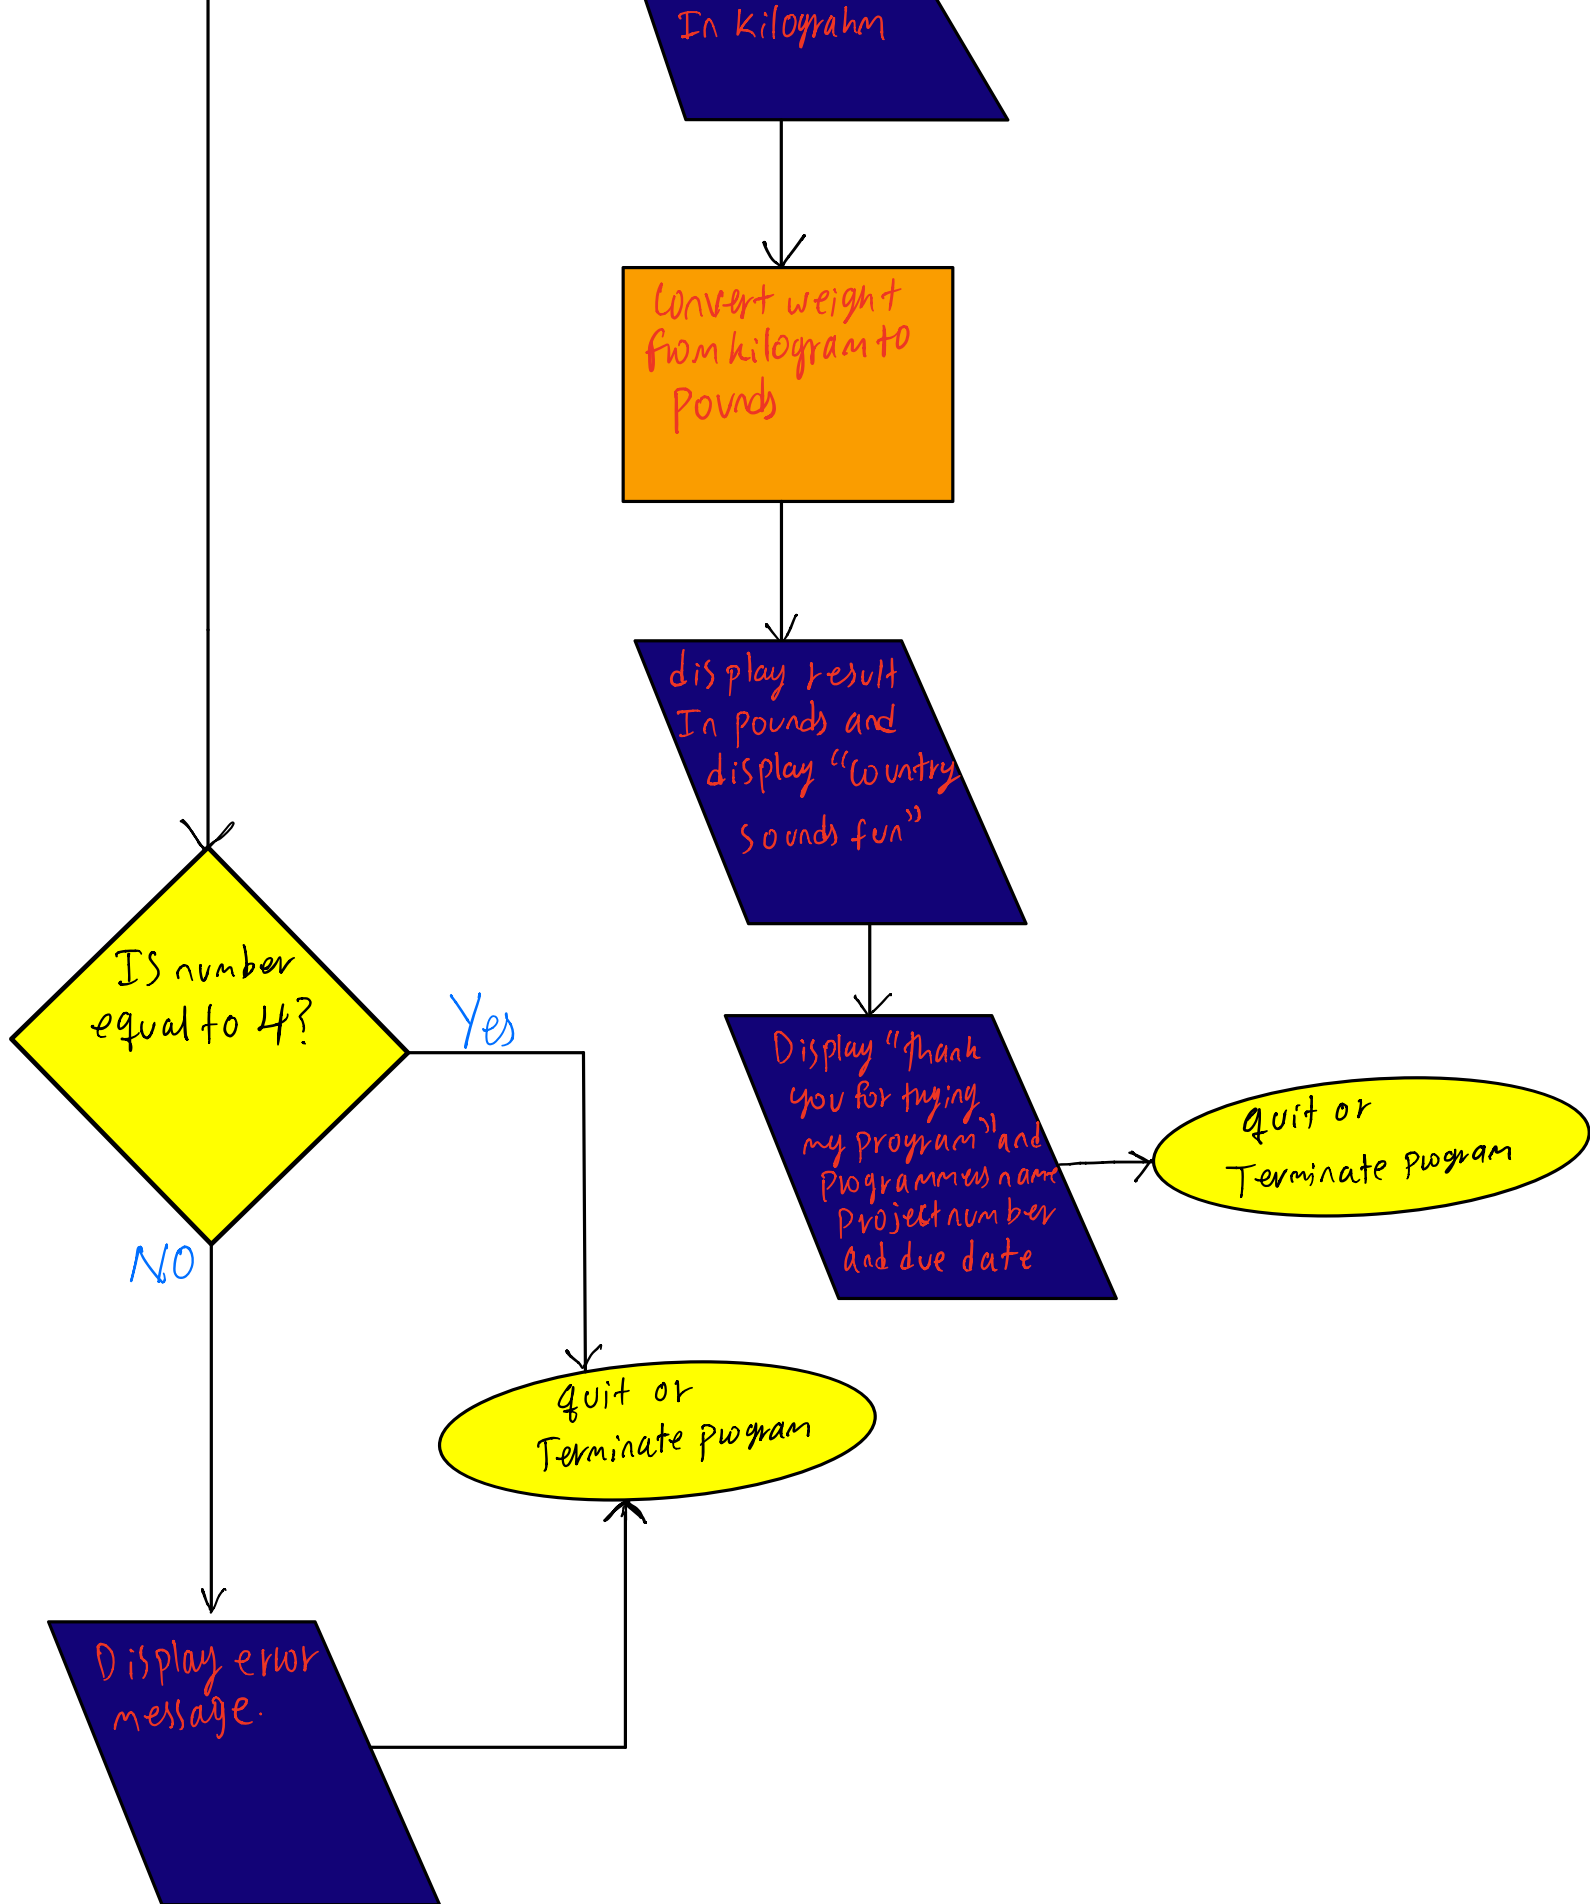 In Kilograhm
Convert weight
from kilogram to
Pounds
display result
In pounds and
display "Country
Sounds fun"
IS number
equal to 4?
Yes
NO
Display "Thank
you for trying
my program" and
Programmers name
Project number
and due date
quit or
Terminate program
quit or
Terminate program
Display error
message.